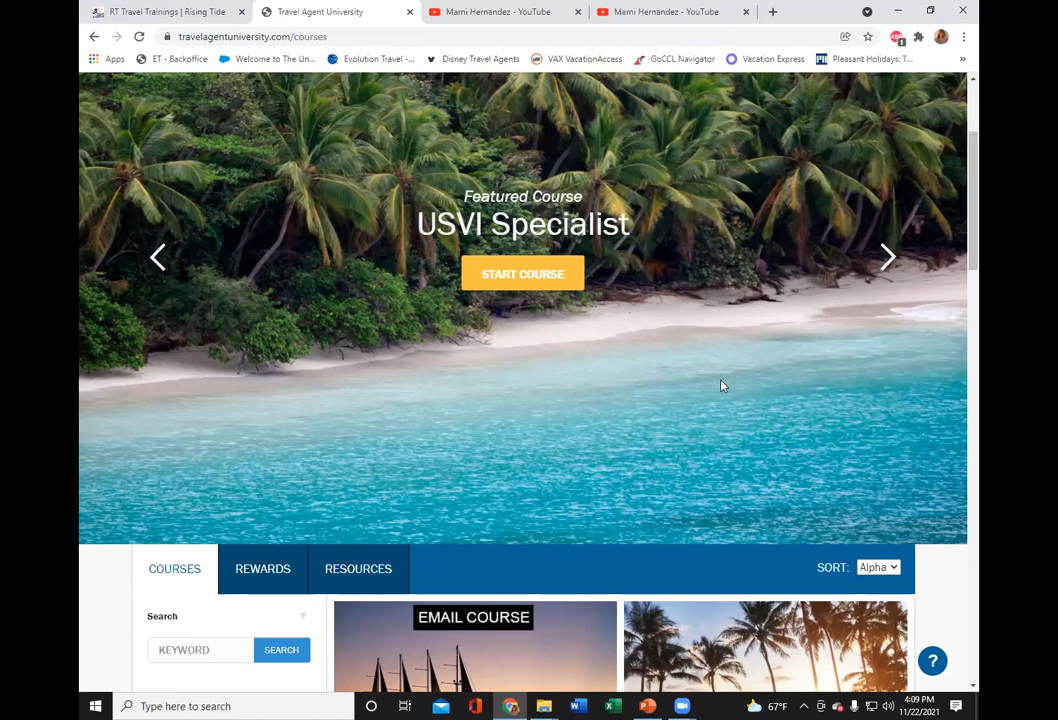 RT Travel Trainings | Rising Tide
Travel Agent University
Marni Hernandez - YouTube
Marni Hernandez - YouTube
travelagentuniversity.com/courses
Apps
ET - Backoffice
Welcome to The Un...
Evolution Travel -...
Disney Travel Agents
VAX VacationAccess
GoCCL Navigator
Vacation Express
Pleasant Holidays: T...
Featured Course
USVI Specialist
START COURSE
COURSES
REWARDS
RESOURCES
SORT: Alpha
Search
KEYWORD
SEARCH
EMAIL COURSE
?
Type here to search
67°F
4:09 PM
11/22/2021